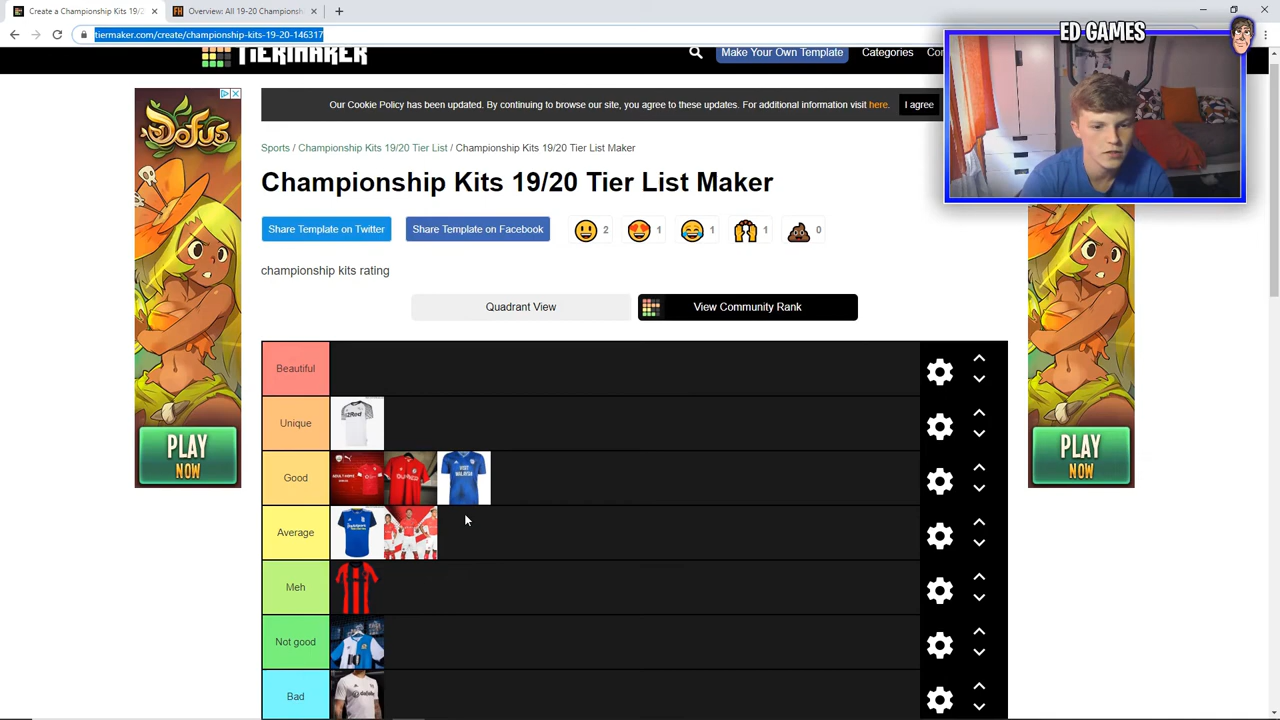 Create a Championship Kits 19/2
Overview: All 19-20 Championsh
tiermaker.com/create/championship-kits-19-20-146317
ED GAMES
TIERMAKER
Make Your Own Template
Categories
Our Cookie Policy has been updated. By continuing to browse our site, you agree to these updates. For additional information visit here.
I agree
DOFUS
PLAY
NOW
Sports / Championship Kits 19/20 Tier List / Championship Kits 19/20 Tier List Maker
Championship Kits 19/20 Tier List Maker
Share Template on Twitter
Share Template on Facebook
2
1
1
1
0
championship kits rating
Quadrant View
View Community Rank
Beautiful
Unique
Good
VISIT
MALAYSIA
Average
Meh
Not good
Bad
PLAY
NOW